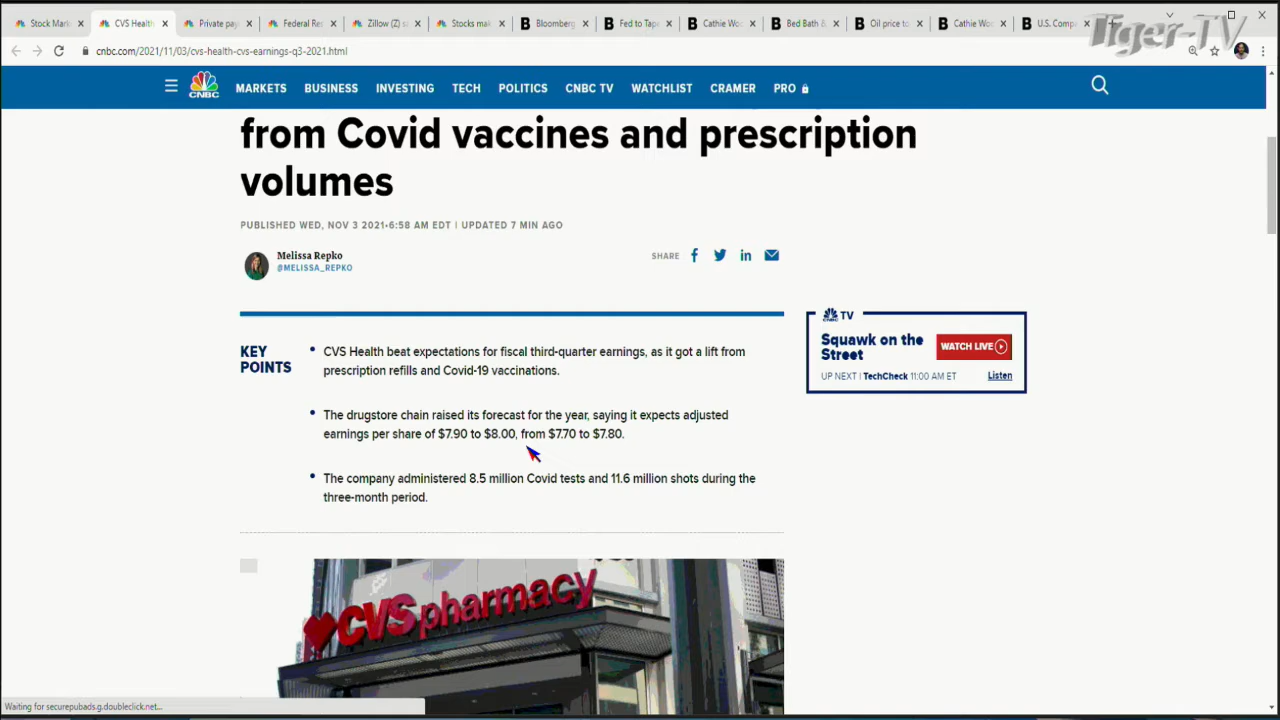 Stock Mark
CVS Health
Private pay
Federal Res
Zillow (Z) s
Stocks mak
Bloomberg
Fed to Tape
Cathie Woo
Bed Bath &
Oil price to
Cathie Woo
U.S. Comp
Tiger-TV
cnbc.com/2021/11/03/cvs-health-cvs-earnings-q3-2021.html
CNBC
MARKETS BUSINESS INVESTING TECH POLITICS CNBC TV WATCHLIST CRAMER PRO
from Covid vaccines and prescription
volumes
PUBLISHED WED, NOV 3 2021•6:58 AM EDT | UPDATED 7 MIN AGO
Melissa Repko
@MELISSA_REPKO
SHARE
KEY
POINTS
• CVS Health beat expectations for fiscal third-quarter earnings, as it got a lift from
prescription refills and Covid-19 vaccinations.
• The drugstore chain raised its forecast for the year, saying it expects adjusted
earnings per share of $7.90 to $8.00, from $7.70 to $7.80.
• The company administered 8.5 million Covid tests and 11.6 million shots during the
three-month period.
CNBC TV
Squawk on the
Street
WATCH LIVE
UP NEXT | TechCheck 11:00 AM ET
Listen
CVS pharmacy
Waiting for securepubads.g.doubleclick.net...